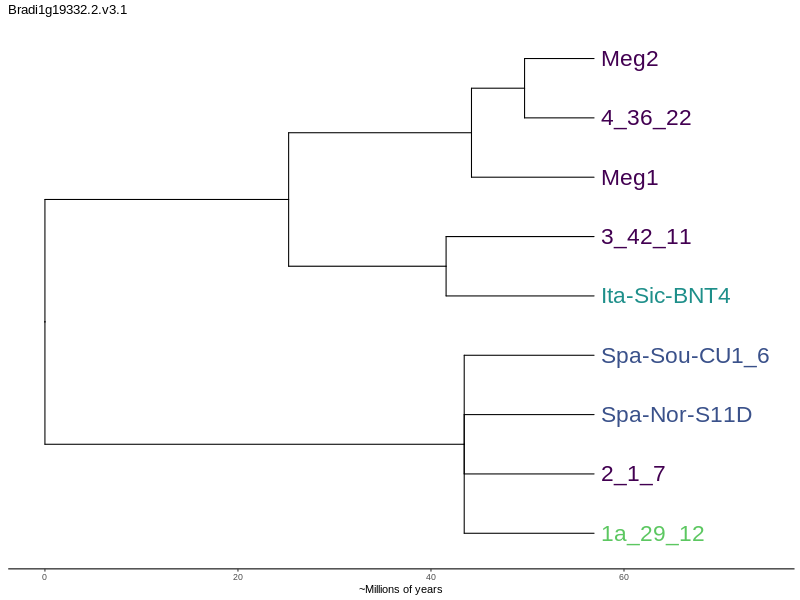 Bradi1g19332.2.v3.1
Meg2
4_36_22
Meg1
3_42_11
Ita-Sic-BNT4
Spa-Sou-CU1_6
Spa-Nor-S11D
2_1_7
1a_29_12
0 20 40 60
~Millions of years